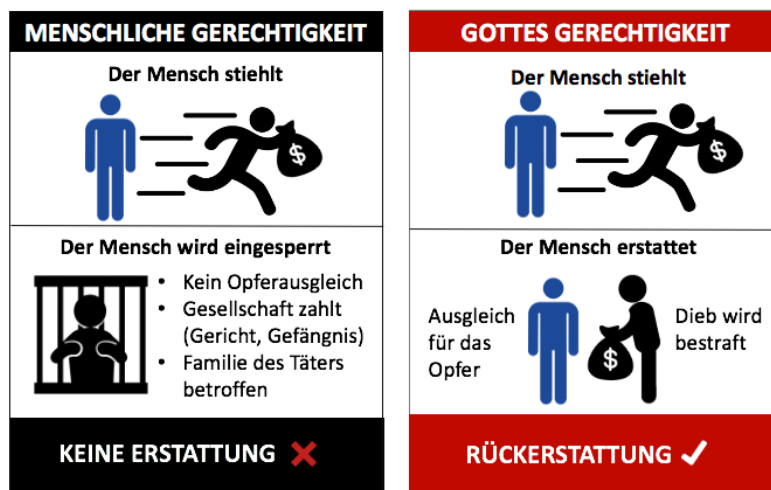 MENSCHLICHE GERECHTIGKEIT
Der Mensch stiehlt
$
Der Mensch wird eingesperrt
• Kein Opferausgleich
• Gesellschaft zahlt
(Gericht, Gefängnis)
• Familie des Täters
betroffen
KEINE ERSTATTUNG ❌
GOTTES GERECHTIGKEIT
Der Mensch stiehlt
$
Der Mensch erstattet
Ausgleich
für das
Opfer
$
Dieb wird
bestraft
RÜCKERSTATTUNG ✓